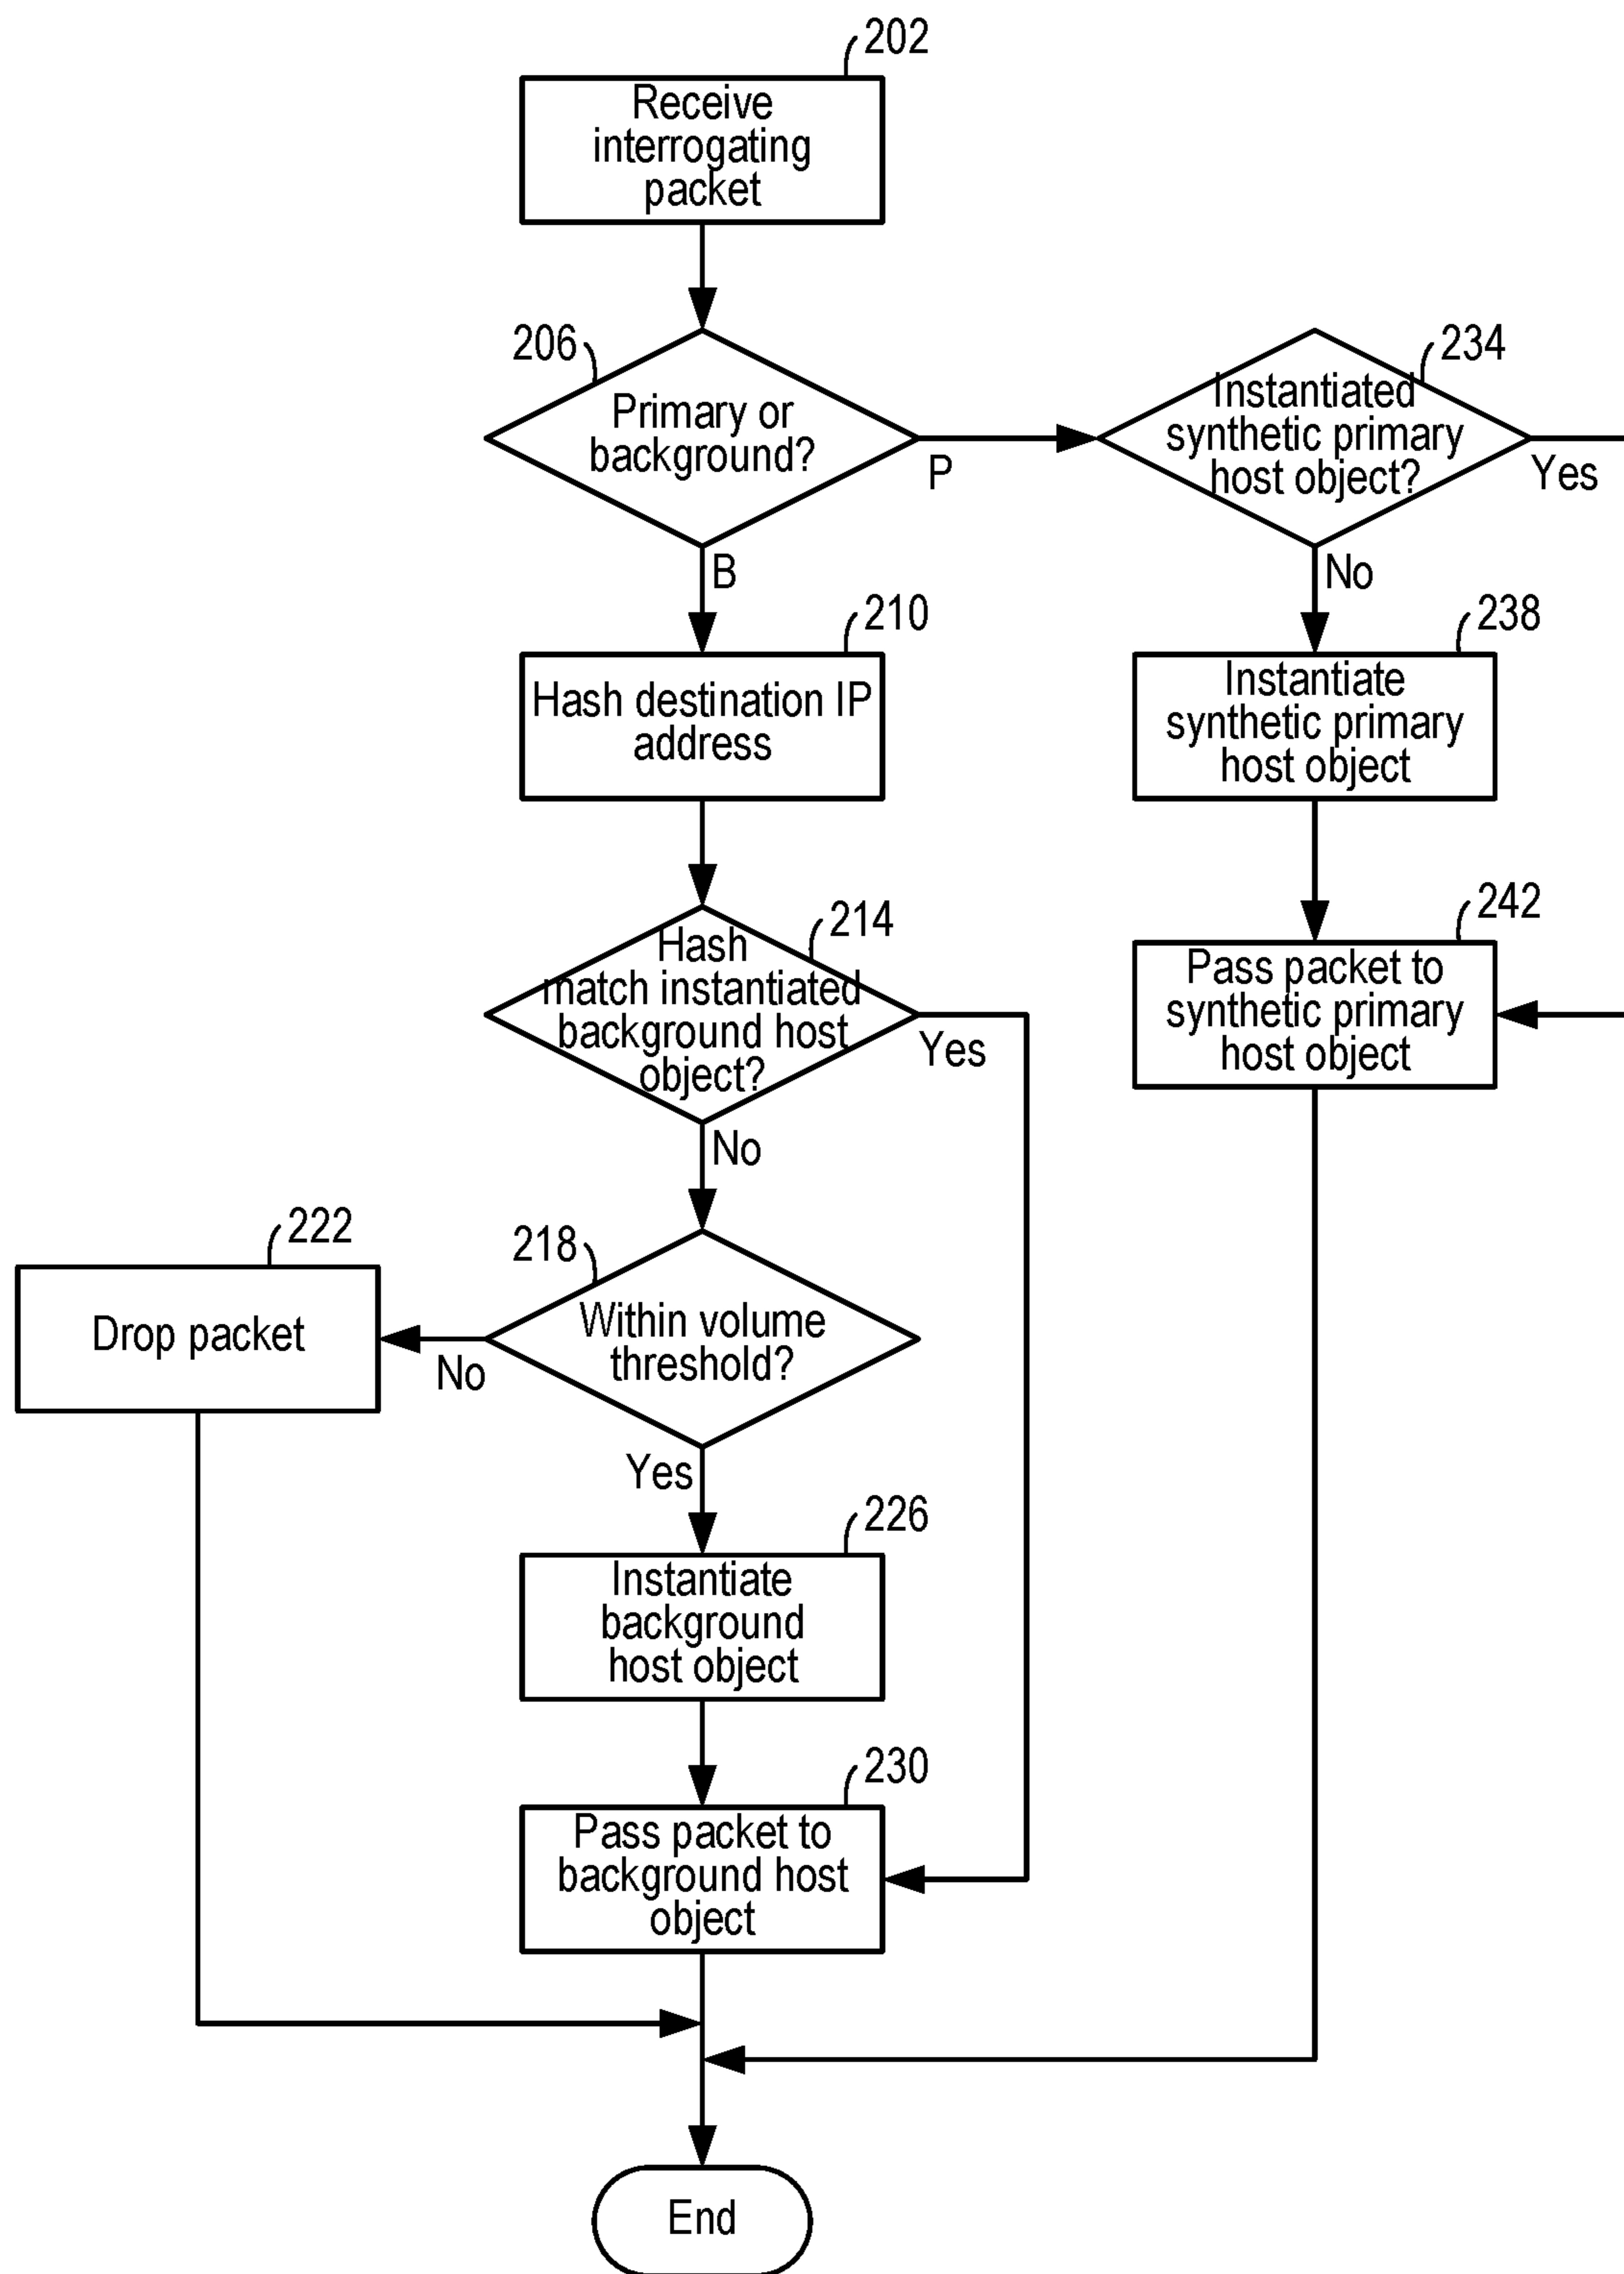 202
Receive
interrogating
packet
206
Primary or
background?
P
B
234
Instantiated
synthetic primary
host object?
Yes
No
210
Hash destination IP
address
238
Instantiate
synthetic primary
host object
214
Hash
match instantiated
background host
object?
Yes
No
242
Pass packet to
synthetic primary
host object
218
Within volume
threshold?
No
Yes
222
Drop packet
226
Instantiate
background
host object
230
Pass packet to
background host
object
End